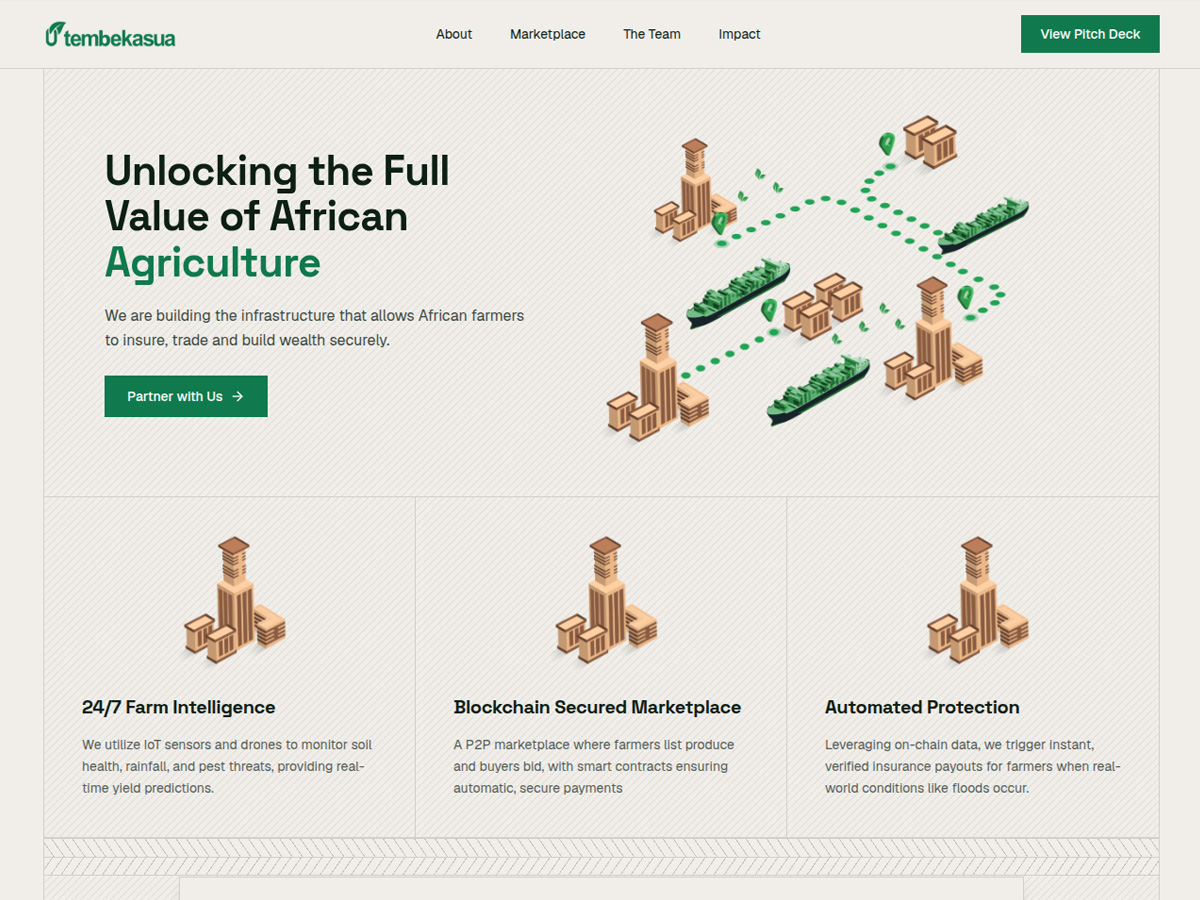 tembekasua
About
Marketplace
The Team
Impact
View Pitch Deck
Unlocking the Full
Value of African
Agriculture
We are building the infrastructure that allows African farmers
to insure, trade and build wealth securely.
Partner with Us
24/7 Farm Intelligence
We utilize IoT sensors and drones to monitor soil
health, rainfall, and pest threats, providing real-
time yield predictions.
Blockchain Secured Marketplace
A P2P marketplace where farmers list produce
and buyers bid, with smart contracts ensuring
automatic, secure payments
Automated Protection
Leveraging on-chain data, we trigger instant,
verified insurance payouts for farmers when real-
world conditions like floods occur.